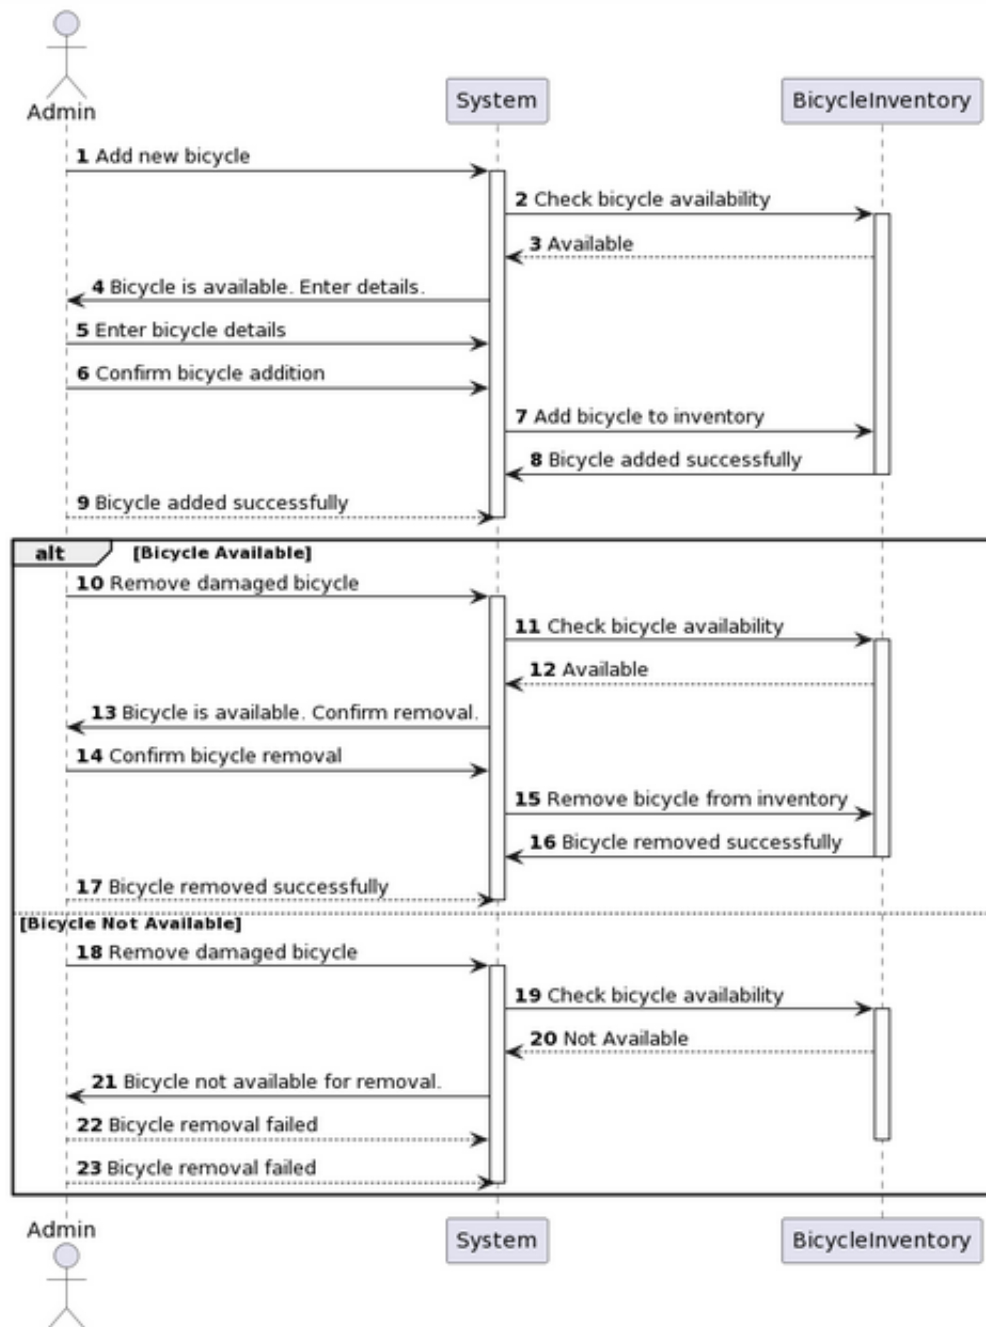 Admin
System
BicycleInventory
1 Add new bicycle
2 Check bicycle availability
3 Available
4 Bicycle is available. Enter details.
5 Enter bicycle details
6 Confirm bicycle addition
7 Add bicycle to inventory
8 Bicycle added successfully
9 Bicycle added successfully
alt [Bicycle Available]
10 Remove damaged bicycle
11 Check bicycle availability
12 Available
13 Bicycle is available. Confirm removal.
14 Confirm bicycle removal
15 Remove bicycle from inventory
16 Bicycle removed successfully
17 Bicycle removed successfully
[Bicycle Not Available]
18 Remove damaged bicycle
19 Check bicycle availability
20 Not Available
21 Bicycle not available for removal.
22 Bicycle removal failed
23 Bicycle removal failed
Admin
System
BicycleInventory